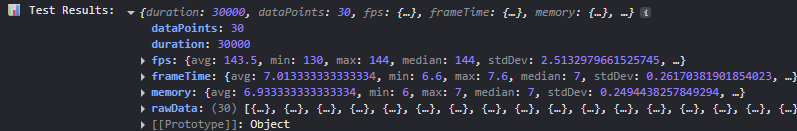 Test Results: ▼ {duration: 30000, dataPoints: 30, fps: {…}, frameTime: {…}, memory: {…}, …} i
dataPoints: 30
duration: 30000
▶ fps: {avg: 143.5, min: 130, max: 144, median: 144, stdDev: 2.5132979661525745, …}
▶ frameTime: {avg: 7.013333333333334, min: 6.6, max: 7.6, median: 7, stdDev: 0.26170381901854023, …}
▶ memory: {avg: 6.933333333333334, min: 6, max: 7, median: 7, stdDev: 0.2494438257849294, …}
▶ rawData: (30) [{…}, {…}, {…}, {…}, {…}, {…}, {…}, {…}, {…}, {…}, {…}, {…}, {…}, {…}
▶ [[Prototype]]: Object